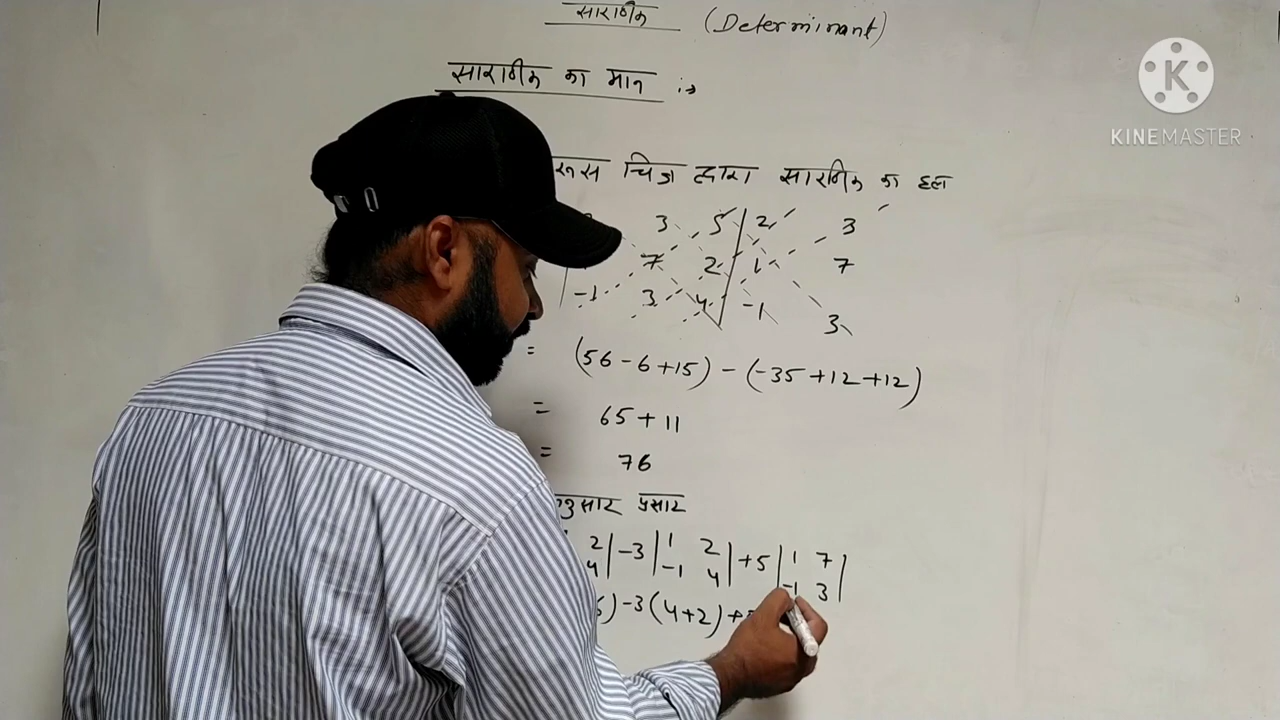 सारणिक (Determinant)
सारणिक का मान :→
K
KINEMASTER
चित्र द्वारा सारणिक का हल
3 5 2 3
7 2 1 7
-1 3 4 -1 3
= (56 - 6 + 15) - (-35 + 12 + 12)
= 65 + 11
= 76
प्रसार
2 | -3 | 1 2 | + 5 | 1 7 |
4 | -1 4 | -1 3 |
6) -3 (4+2) +